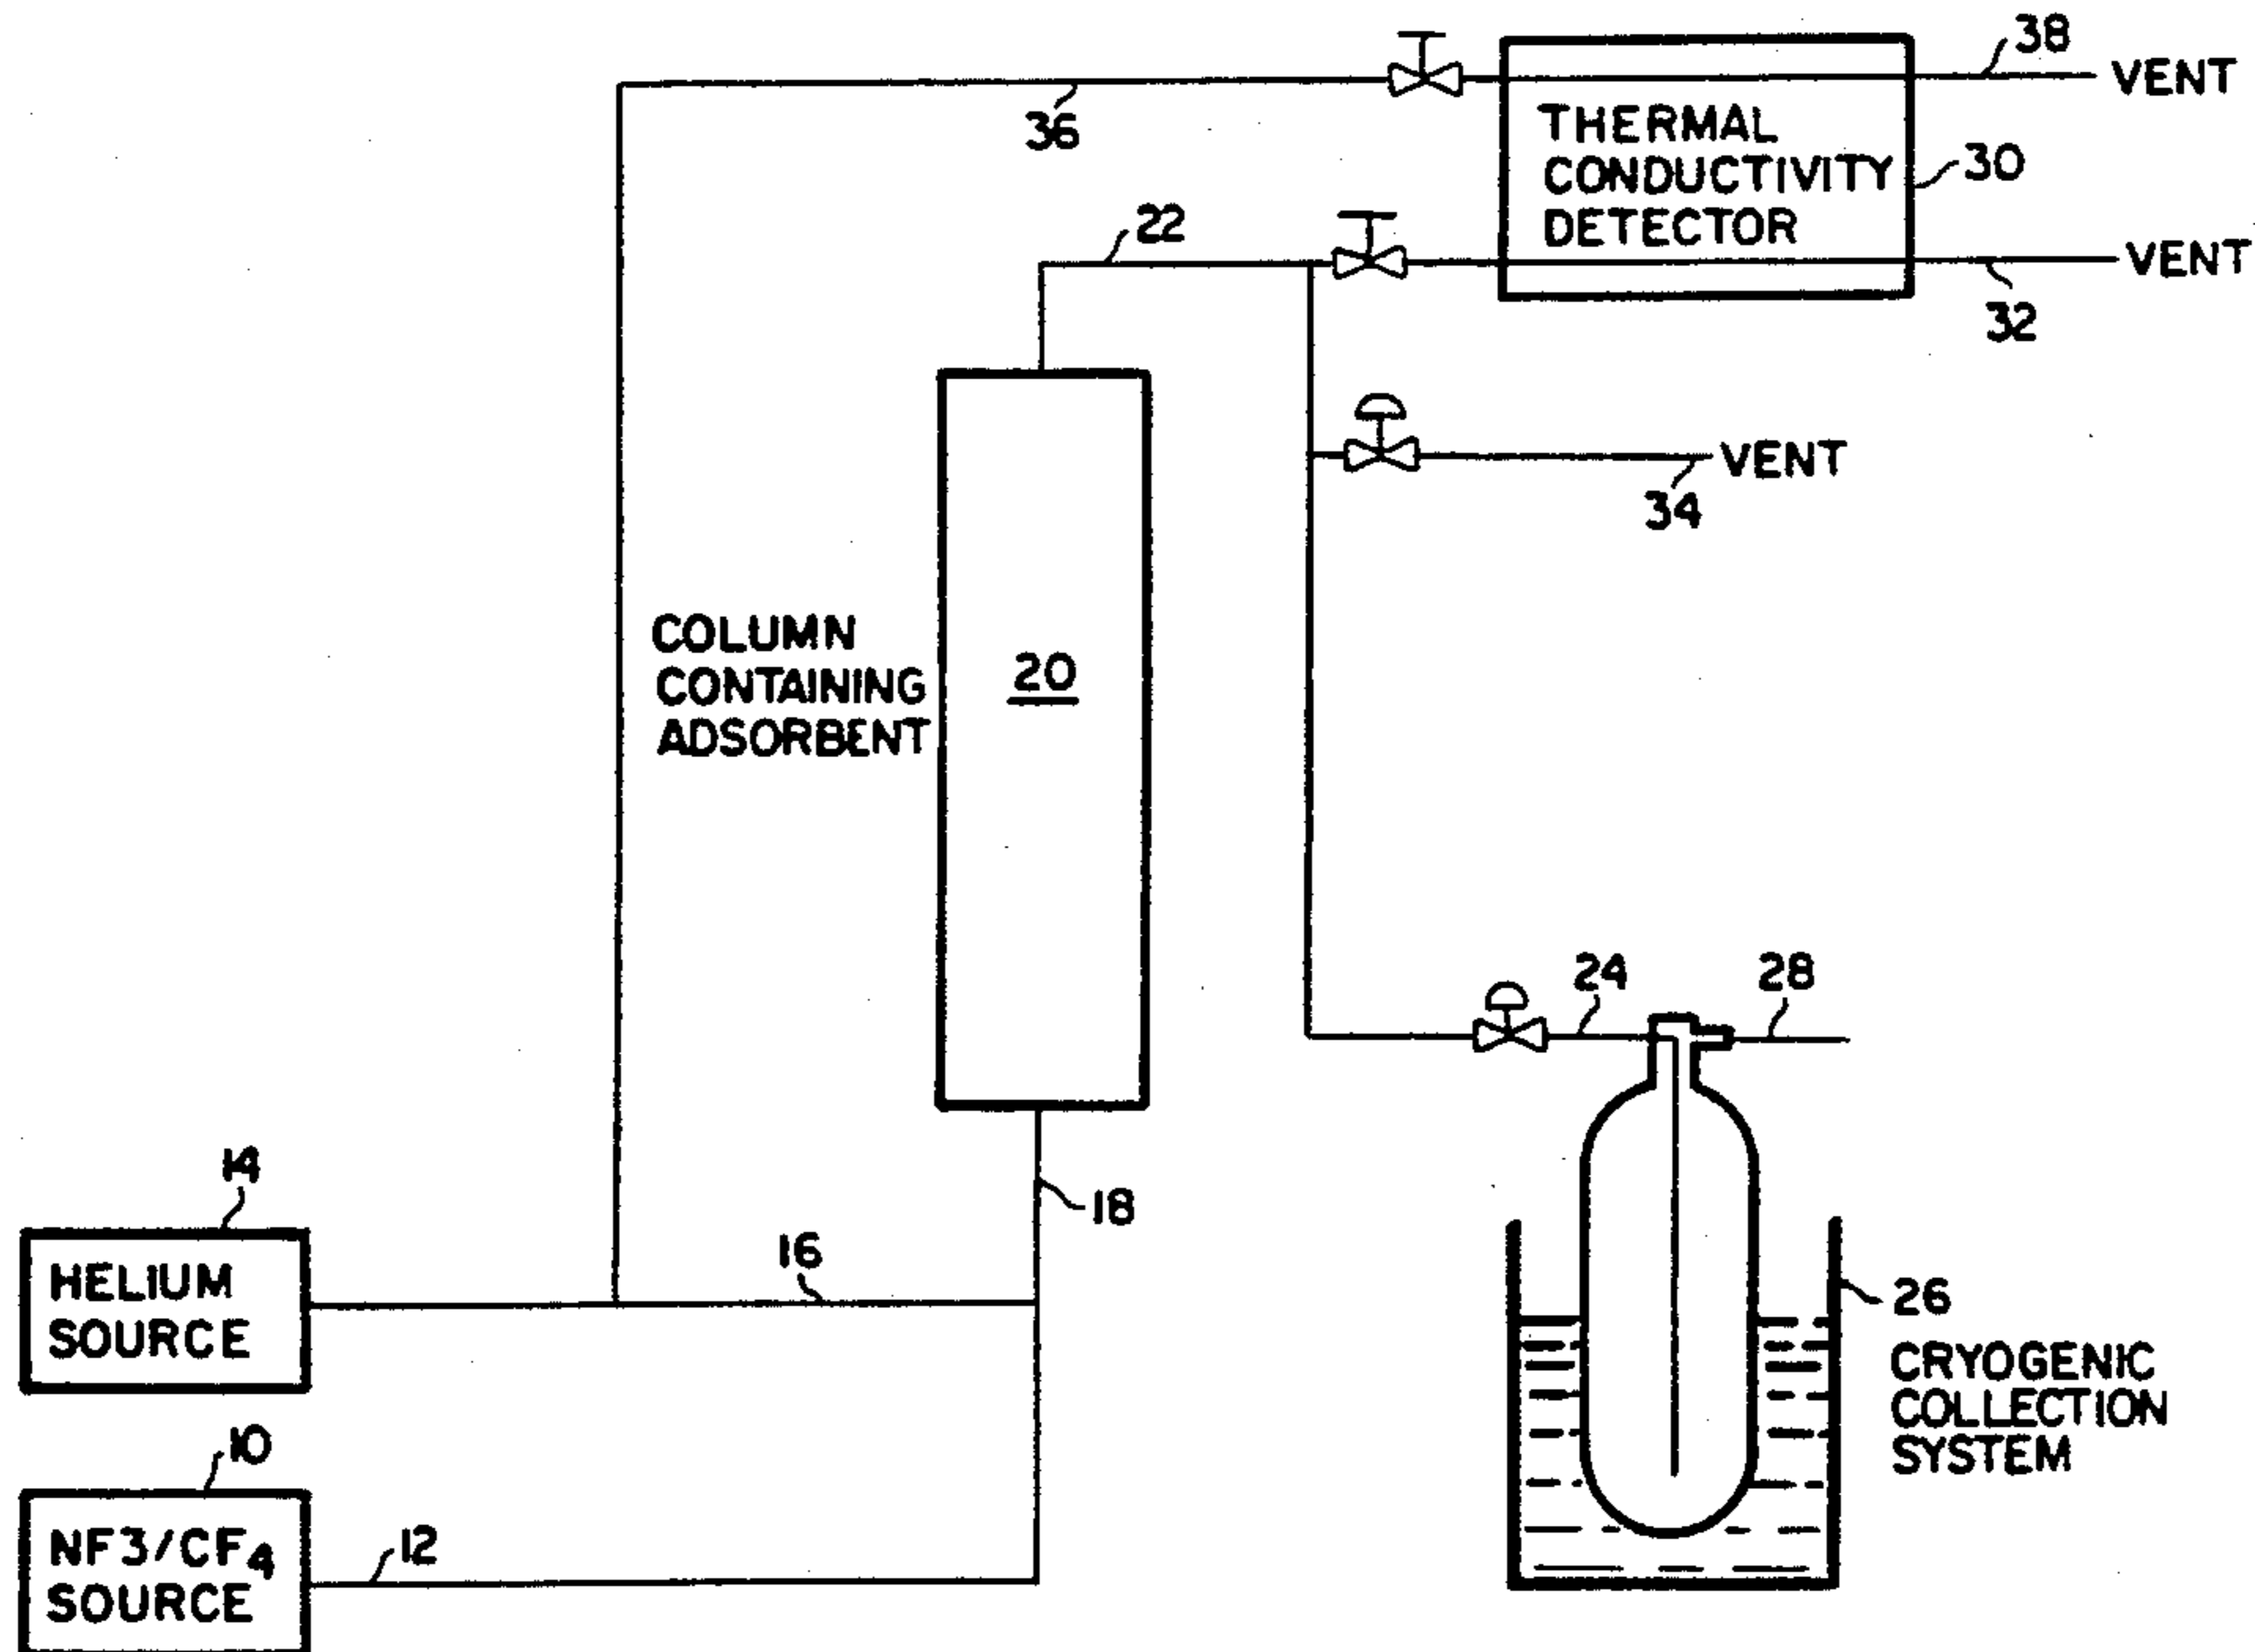 38
VENT
36
THERMAL
CONDUCTIVITY
DETECTOR
30
22
VENT
32
VENT
34
COLUMN
CONTAINING
ADSORBENT
20
24
28
14
18
16
HELIUM
SOURCE
26
CRYOGENIC
COLLECTION
SYSTEM
10
12
NF3/CF4
SOURCE